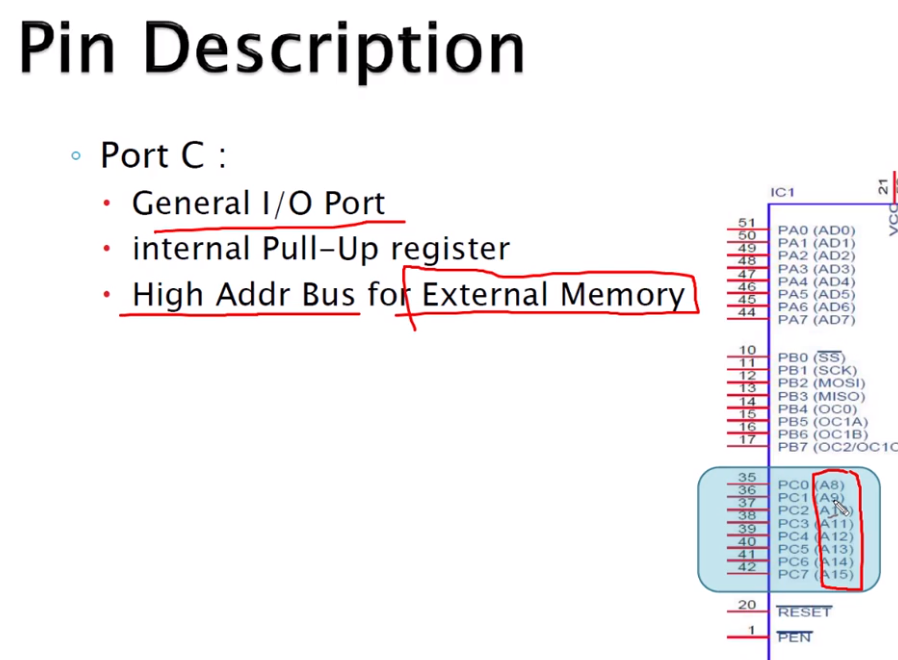 Pin Description
Port C :
General I/O Port
internal Pull-Up register
High Addr Bus for External Memory
IC1
21
VCC
51 PA0 (AD0)
50 PA1 (AD1)
49 PA2 (AD2)
48 PA3 (AD3)
47 PA4 (AD4)
46 PA5 (AD5)
45 PA6 (AD6)
44 PA7 (AD7)
10 PB0 (SS)
11 PB1 (SCK)
12 PB2 (MOSI)
13 PB3 (MISO)
14 PB4 (OC0)
15 PB5 (OC1A)
16 PB6 (OC1B)
17 PB7 (OC2/OC1C
35 PC0 (A8)
36 PC1 (A9)
37 PC2
38 PC3 (A11)
39 PC4 (A12)
40 PC5 (A13)
41 PC6 (A14)
42 PC7 (A15)
20 RESET
1 PEN